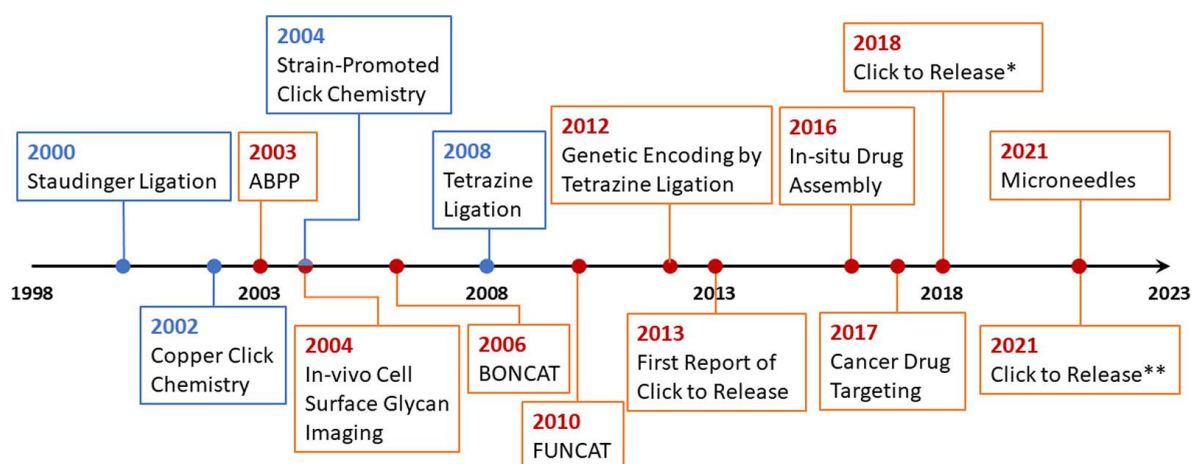 2004
Strain-Promoted
Click Chemistry
2018
Click to Release*
2000
Staudinger Ligation
2003
ABPP
2008
Tetrazine
Ligation
2012
Genetic Encoding by
Tetrazine Ligation
2016
In-situ Drug
Assembly
2021
Microneedles
1998
2003
2008
2013
2018
2023
2002
Copper Click
Chemistry
2004
In-vivo Cell
Surface Glycan
Imaging
2006
BONCAT
2010
FUNCAT
2013
First Report of
Click to Release
2017
Cancer Drug
Targeting
2021
Click to Release**